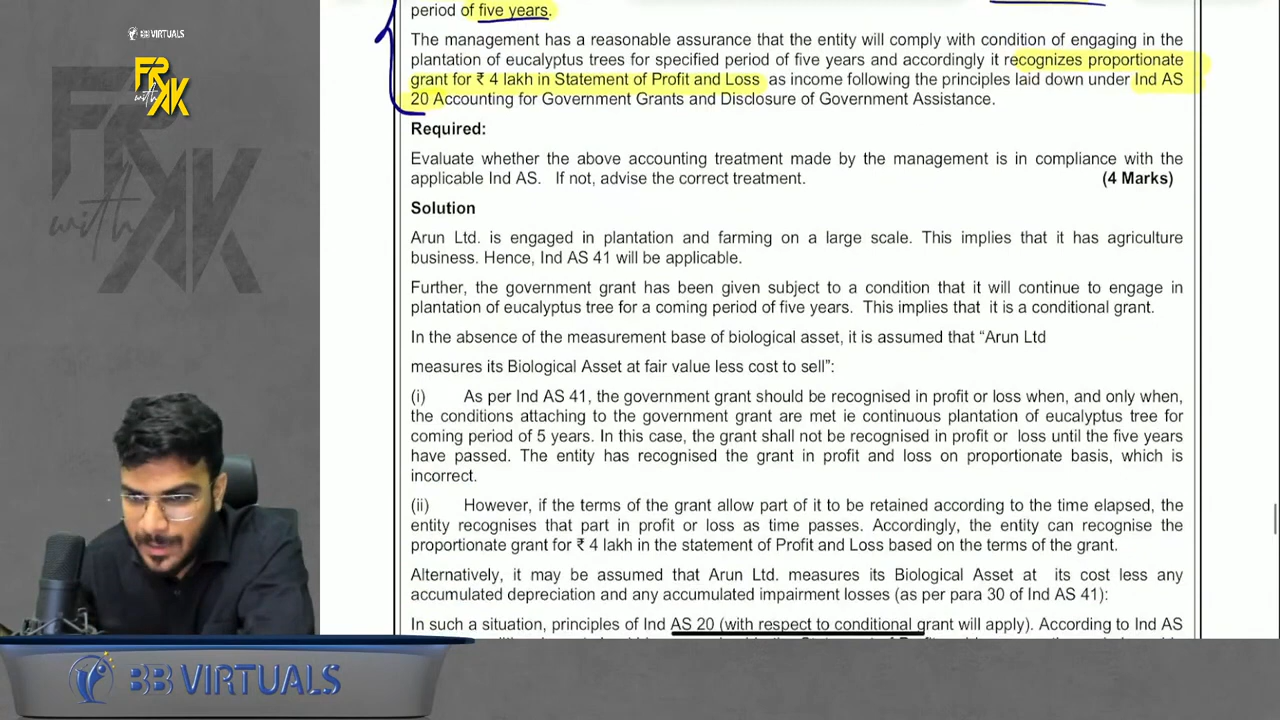 BB VIRTUALS
FR
with
AK
FR
with
AK
period of five years.
The management has a reasonable assurance that the entity will comply with condition of engaging in the
plantation of eucalyptus trees for specified period of five years and accordingly it recognizes proportionate
grant for ₹ 4 lakh in Statement of Profit and Loss as income following the principles laid down under Ind AS
20 Accounting for Government Grants and Disclosure of Government Assistance.
Required:
Evaluate whether the above accounting treatment made by the management is in compliance with the
applicable Ind AS. If not, advise the correct treatment. (4 Marks)
Solution
Arun Ltd. is engaged in plantation and farming on a large scale. This implies that it has agriculture
business. Hence, Ind AS 41 will be applicable.
Further, the government grant has been given subject to a condition that it will continue to engage in
plantation of eucalyptus tree for a coming period of five years. This implies that it is a conditional grant.
In the absence of the measurement base of biological asset, it is assumed that “Arun Ltd
measures its Biological Asset at fair value less cost to sell”:
(i) As per Ind AS 41, the government grant should be recognised in profit or loss when, and only when,
the conditions attaching to the government grant are met ie continuous plantation of eucalyptus tree for
coming period of 5 years. In this case, the grant shall not be recognised in profit or loss until the five years
have passed. The entity has recognised the grant in profit and loss on proportionate basis, which is
incorrect.
(ii) However, if the terms of the grant allow part of it to be retained according to the time elapsed, the
entity recognises that part in profit or loss as time passes. Accordingly, the entity can recognise the
proportionate grant for ₹ 4 lakh in the statement of Profit and Loss based on the terms of the grant.
Alternatively, it may be assumed that Arun Ltd. measures its Biological Asset at its cost less any
accumulated depreciation and any accumulated impairment losses (as per para 30 of Ind AS 41):
In such a situation, principles of Ind AS 20 (with respect to conditional grant will apply). According to Ind AS
BB VIRTUALS